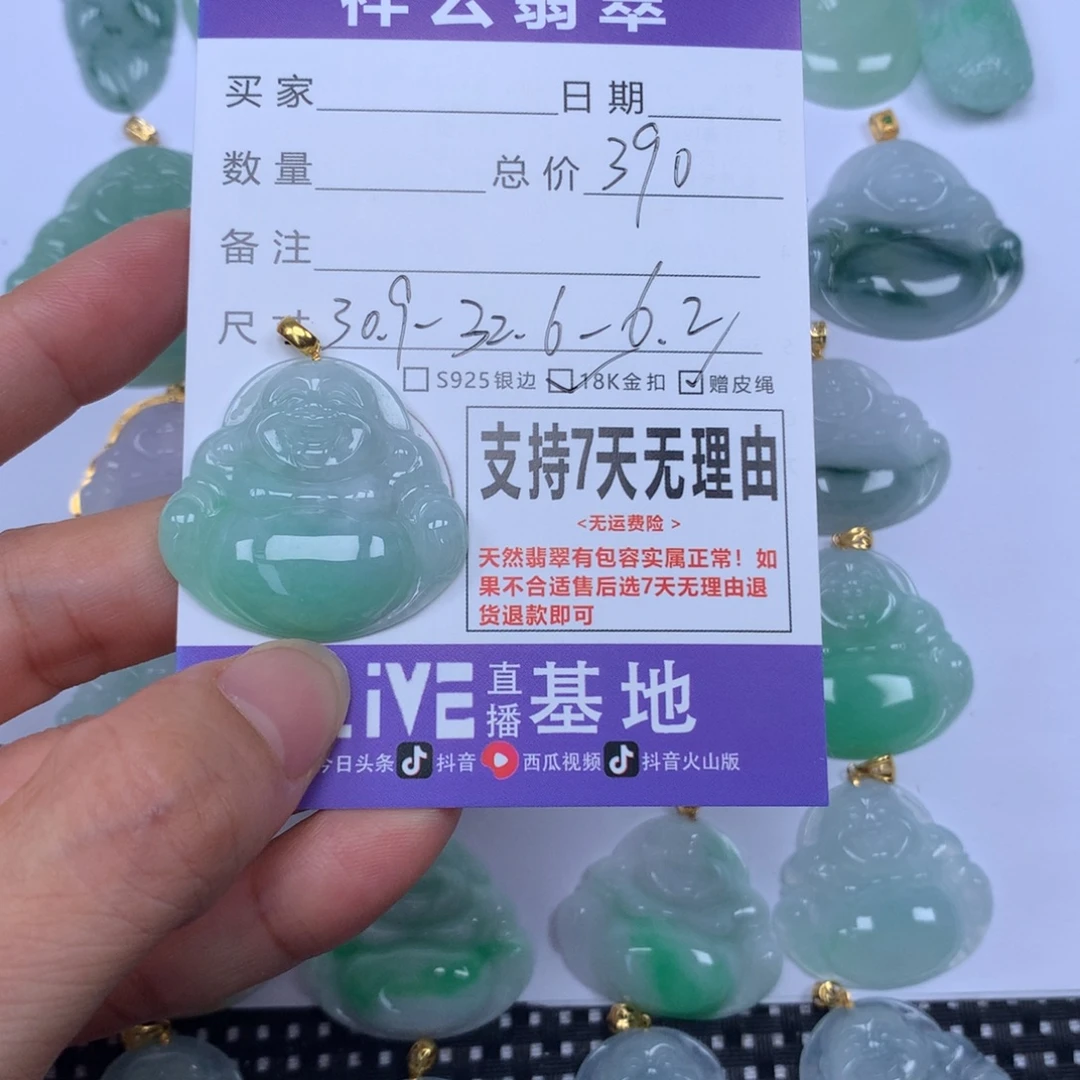 祥云翡翠
买家 日期
数量 总价 390
备注
尺寸 30.9-32.6-6.2
S925银边 18K金扣 赠皮绳
支持7天无理由
<无运费险 >
天然翡翠有包容实属正常！如
果不合适售后选7天无理由退
货退款即可
LiVE 直播 基地
今日头条 抖音 西瓜视频 抖音火山版